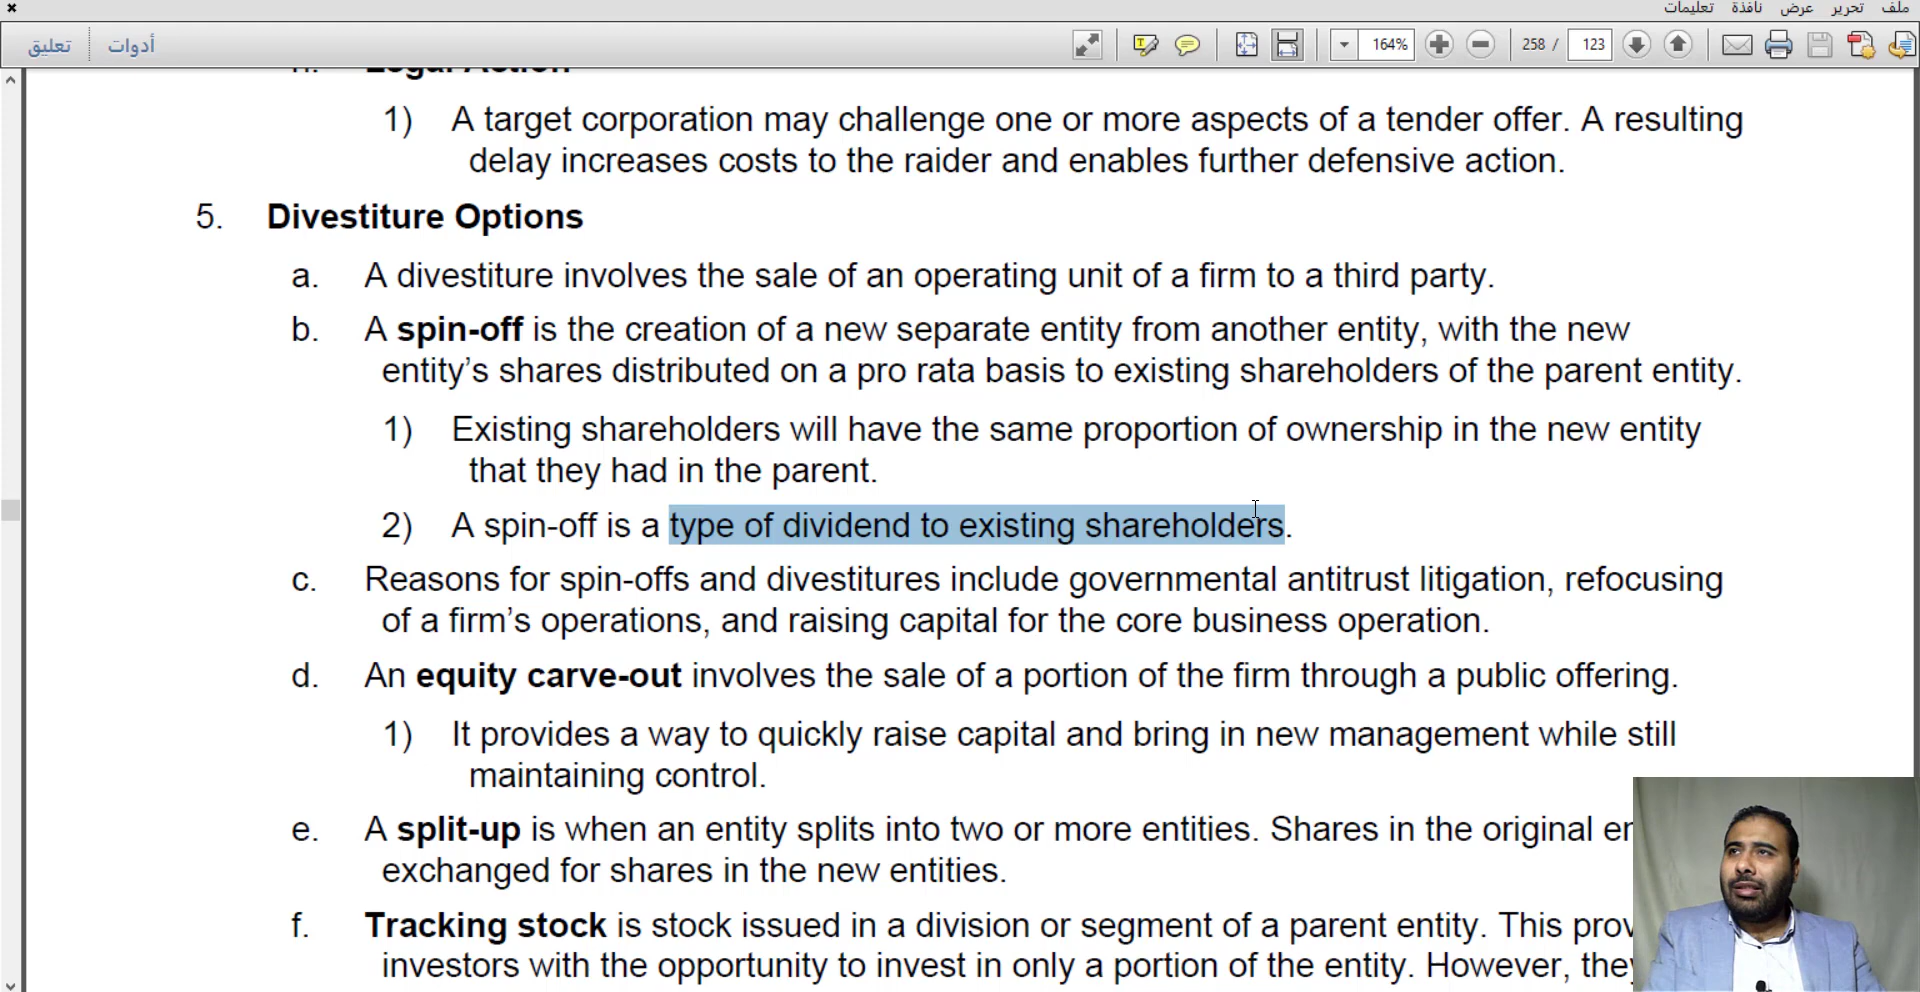 ملف تحرير عرض نافذة تعليمات
تعليق أدوات 164% 258 / 123
Legal Action
1) A target corporation may challenge one or more aspects of a tender offer. A resulting
delay increases costs to the raider and enables further defensive action.
5. Divestiture Options
a. A divestiture involves the sale of an operating unit of a firm to a third party.
b. A spin-off is the creation of a new separate entity from another entity, with the new
entity's shares distributed on a pro rata basis to existing shareholders of the parent entity.
1) Existing shareholders will have the same proportion of ownership in the new entity
that they had in the parent.
2) A spin-off is a type of dividend to existing shareholders.
c. Reasons for spin-offs and divestitures include governmental antitrust litigation, refocusing
of a firm's operations, and raising capital for the core business operation.
d. An equity carve-out involves the sale of a portion of the firm through a public offering.
1) It provides a way to quickly raise capital and bring in new management while still
maintaining control.
e. A split-up is when an entity splits into two or more entities. Shares in the original
exchanged for shares in the new entities.
f. Tracking stock is stock issued in a division or segment of a parent entity. This
investors with the opportunity to invest in only a portion of the entity. However,